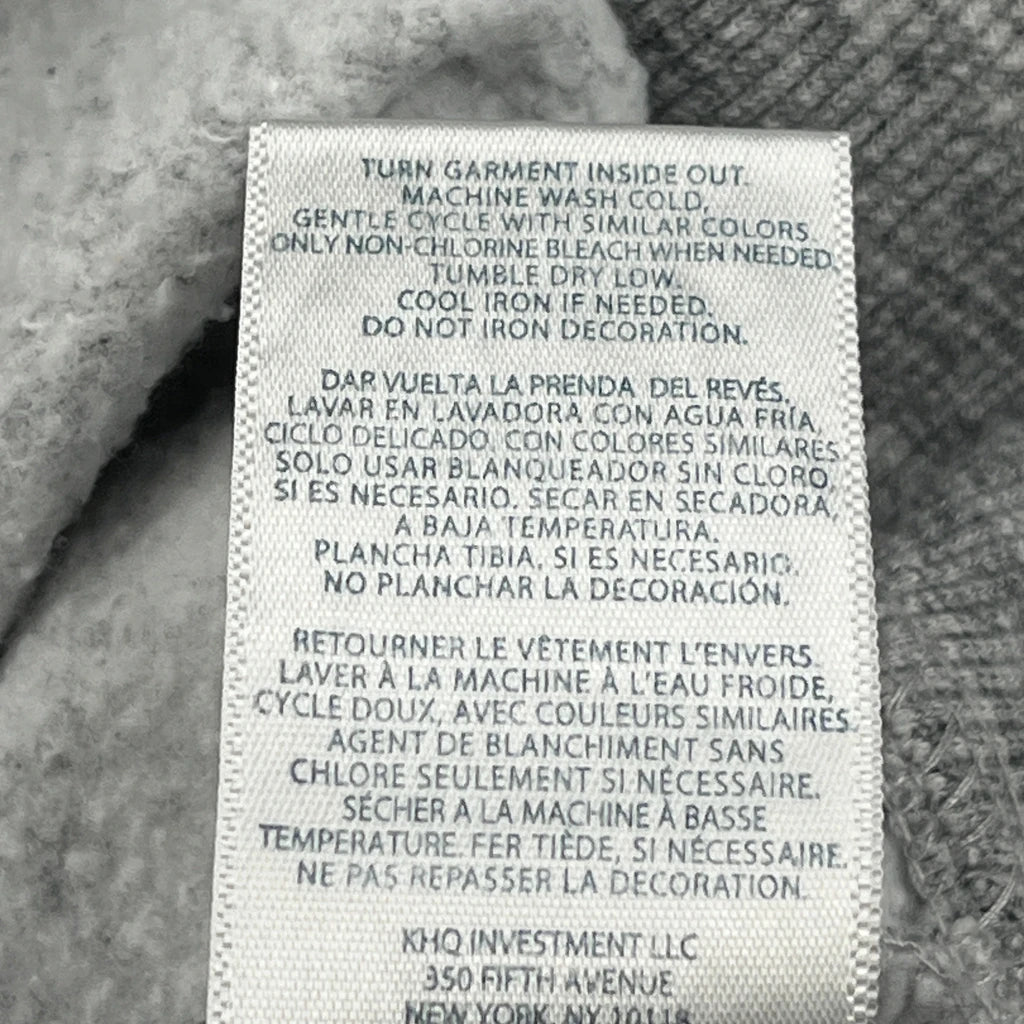 TURN GARMENT INSIDE OUT.
MACHINE WASH COLD,
GENTLE CYCLE WITH SIMILAR COLORS
ONLY NON-CHLORINE BLEACH WHEN NEEDED.
TUMBLE DRY LOW.
COOL IRON IF NEEDED.
DO NOT IRON DECORATION.
DAR VUELTA LA PRENDA DEL REVÉS.
LAVAR EN LAVADORA CON AGUA FRÍA
CICLO DELICADO, CON COLORES SIMILARES
SOLO USAR BLANQUEADOR SIN CLORO
SI ES NECESARIO. SECAR EN SECADORA,
A BAJA TEMPERATURA.
PLANCHA TIBIA. SI ES NECESARIO.
NO PLANCHAR LA DECORACIÓN.
RETOURNER LE VÊTEMENT L'ENVERS.
LAVER À LA MACHINE À L'EAU FROIDE,
CYCLE DOUX, AVEC COULEURS SIMILAIRES
AGENT DE BLANCHIMENT SANS
CHLORE SEULEMENT SI NÉCESSAIRE.
SÉCHER A LA MACHINE À BASSE
TEMPERATURE. FER TIÈDE, SI NÉCESSAIRE.
NE PAS REPASSER LA DECORATION.
KHQ INVESTMENT LLC
350 FIFTH AVENUE
NEW YORK, NY 10118